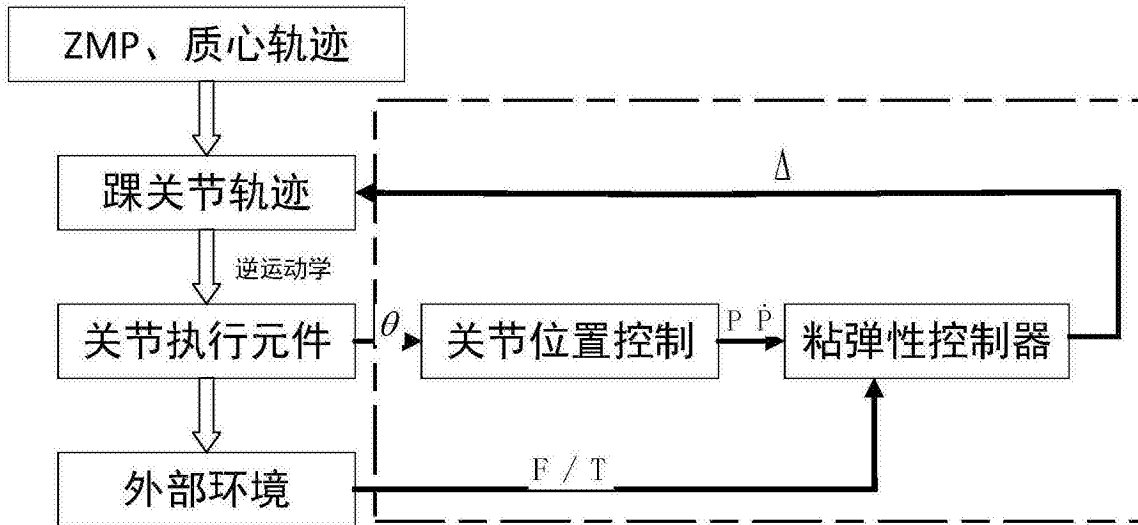 ZMP、质心轨迹
Δ
踝关节轨迹
逆运动学
关节执行元件
θ
关节位置控制
P Ṗ
粘弹性控制器
F / T
外部环境